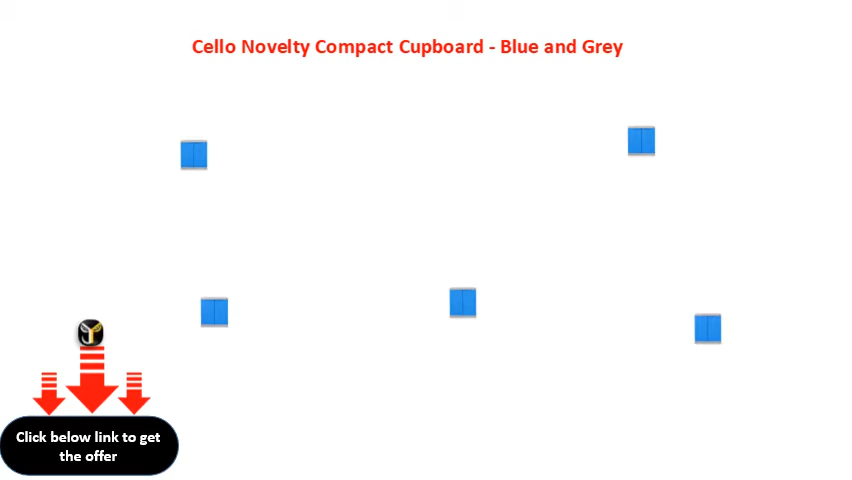 Cello Novelty Compact Cupboard - Blue and Grey
Click below link to get
the offer